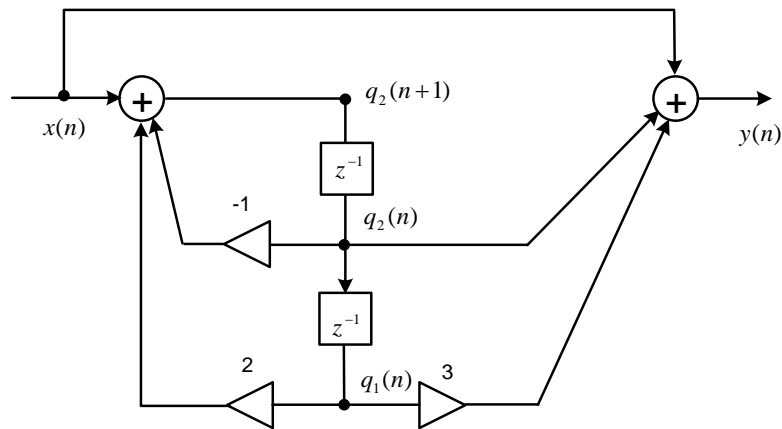 +
q₂(n+1)
+
x(n)
y(n)
z⁻¹
-1
q₂(n)
z⁻¹
2
q₁(n)
3